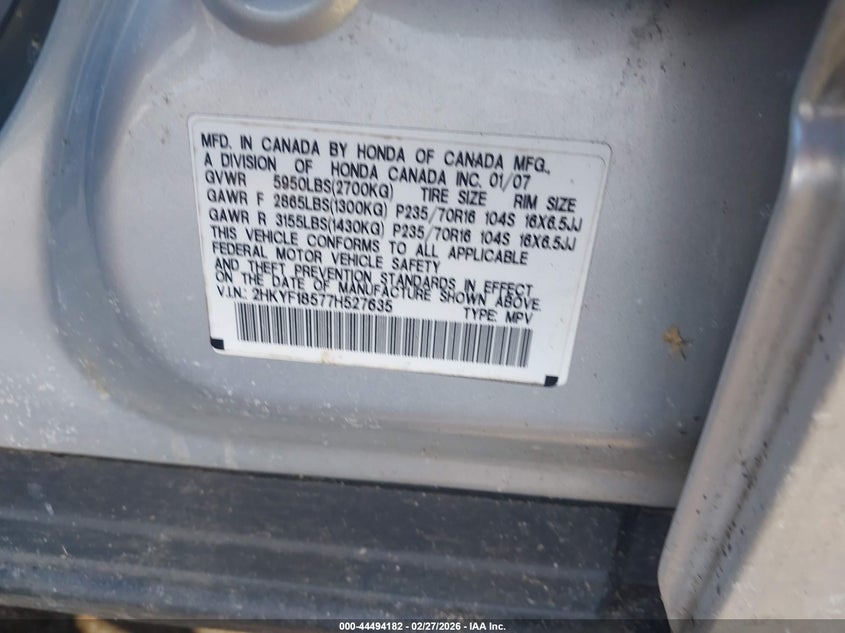 MFD. IN CANADA BY HONDA OF CANADA MFG.,
A DIVISION OF HONDA CANADA INC. 01/07
GVWR 5950LBS(2700KG) TIRE SIZE RIM SIZE
GAWR F 2865LBS(1300KG) P235/70R16 104S 16X6.5JJ
GAWR R 3155LBS(1430KG) P235/70R16 104S 16X6.5JJ
THIS VEHICLE CONFORMS TO ALL APPLICABLE
FEDERAL MOTOR VEHICLE SAFETY
AND THEFT PREVENTION STANDARDS IN EFFECT
ON THE DATE OF MANUFACTURE SHOWN ABOVE.
V.I.N.: 2HKYF18577H527635 TYPE: MPV
000-44494182 — 02/27/2026 — IAA Inc.